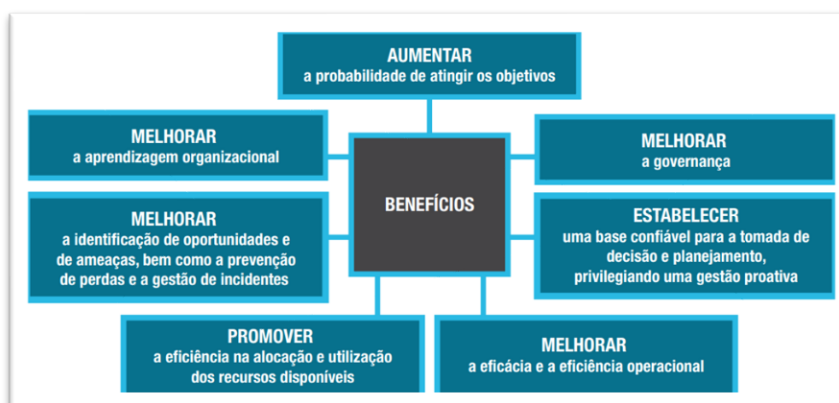 AUMENTAR
a probabilidade de atingir os objetivos
MELHORAR
a aprendizagem organizacional
MELHORAR
a governança
BENEFÍCIOS
MELHORAR
a identificação de oportunidades e
de ameaças, bem como a prevenção
de perdas e a gestão de incidentes
ESTABELECER
uma base confiável para a tomada de
decisão e planejamento,
privilegiando uma gestão proativa
PROMOVER
a eficiência na alocação e utilização
dos recursos disponíveis
MELHORAR
a eficácia e a eficiência operacional